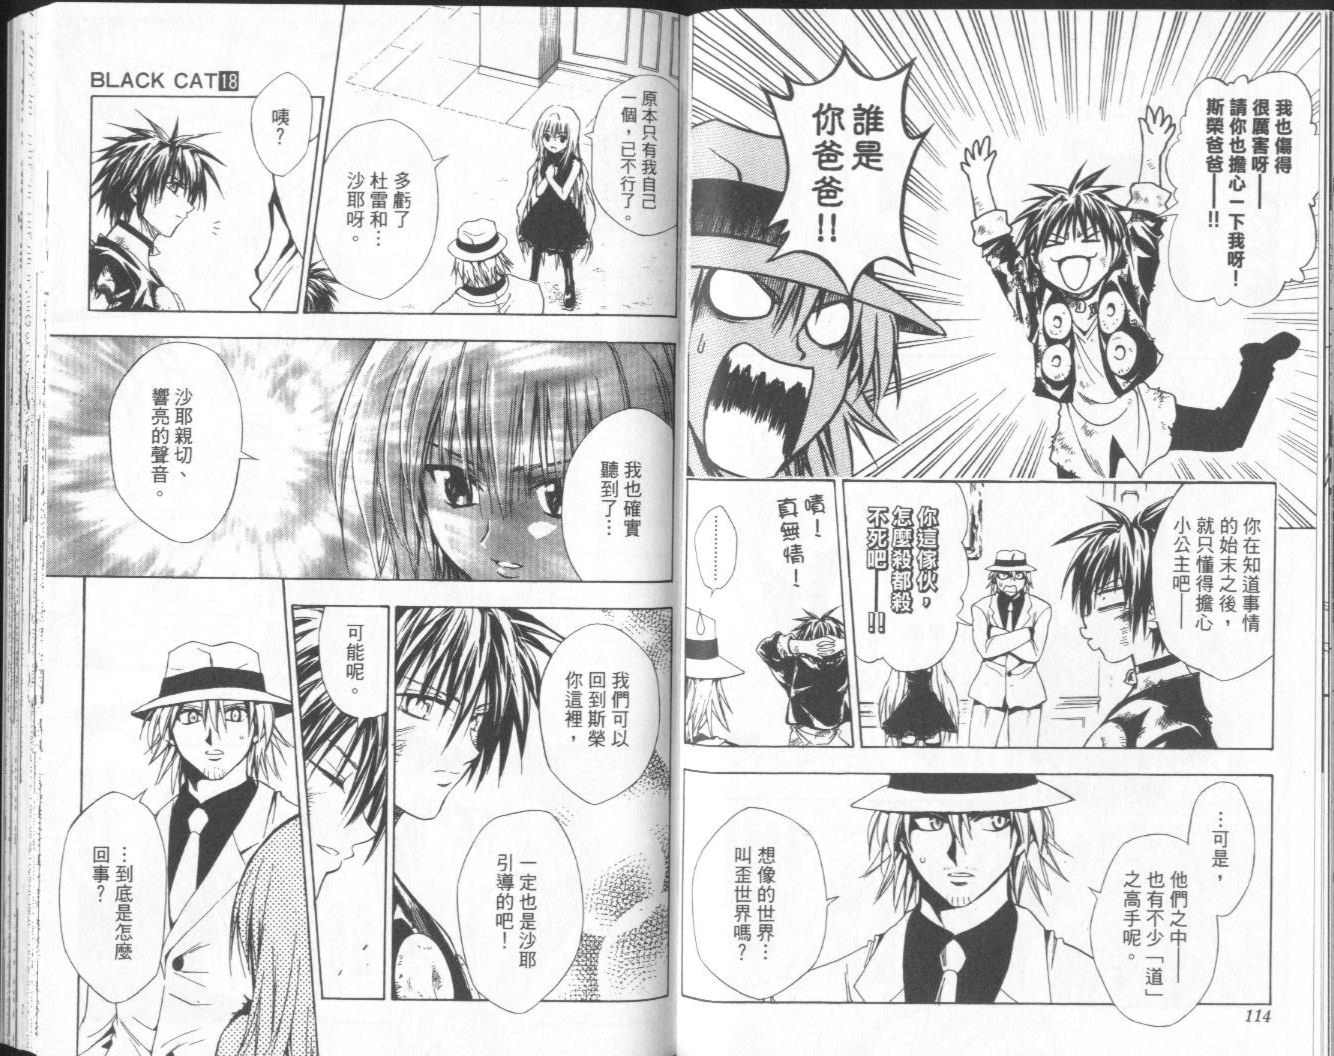 我也傷得
很厲害呀——
請你也擔心一下我呀！
斯榮爸爸——!!
誰是
你爸爸!!
你在知道事情
的始末之後，
就只懂得擔心
小公主吧——
你這傢伙，
怎麼殺都殺
不死吧——!!
嘖！
真無情！
…………
…可是，
他們之中——
也有不少「道」
之高手呢。
想像的世界…
叫歪世界嗎？
114
BLACK CAT 18
原本只有我自己
一個，已不行了。
多虧了
杜雷和…
沙耶呀。
咦？
我也確實
聽到了…
沙耶親切、
響亮的聲音。
我們可以
回到斯榮
你這裡，
一定也是沙耶
引導的吧！
可能呢。
…到底是怎麼
回事？